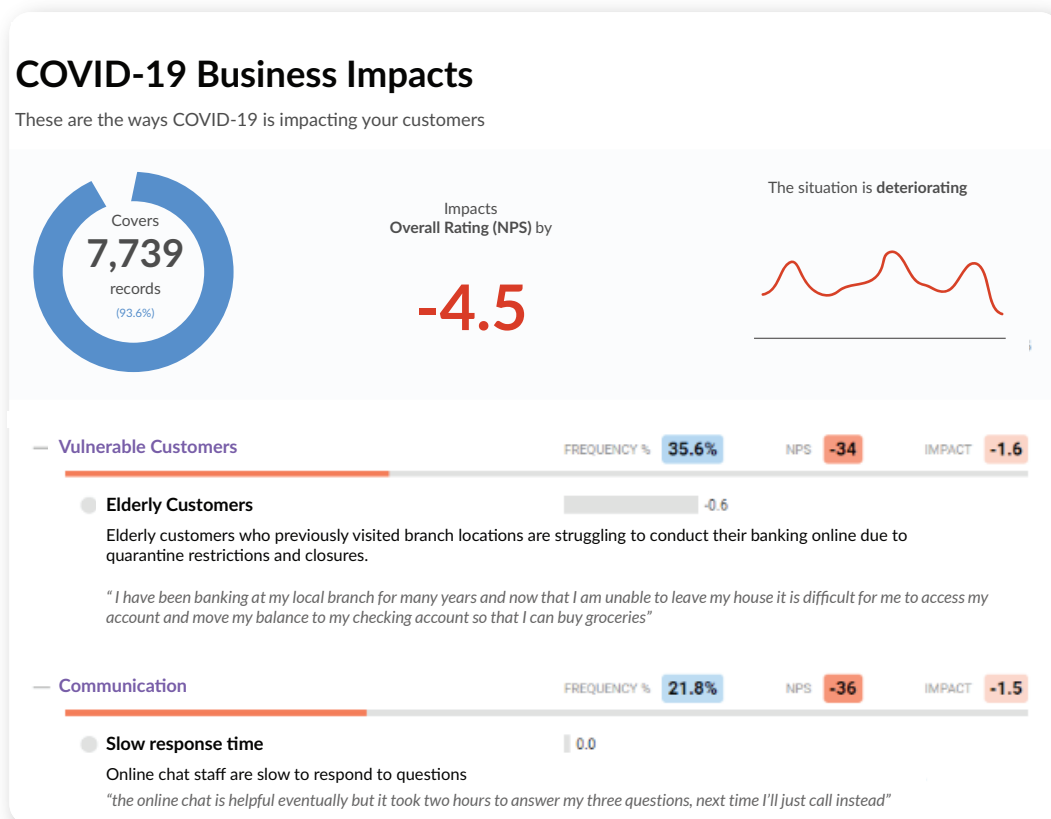 COVID-19 Business Impacts
These are the ways COVID-19 is impacting your customers
Covers
7,739
records
(93.6%)
Impacts
Overall Rating (NPS) by
-4.5
The situation is deteriorating
Vulnerable Customers FREQUENCY % 35.6% NPS -34 IMPACT -1.6
Elderly Customers -0.6
Elderly customers who previously visited branch locations are struggling to conduct their banking online due to
quarantine restrictions and closures.
“ I have been banking at my local branch for many years and now that I am unable to leave my house it is difficult for me to access my
account and move my balance to my checking account so that I can buy groceries”
Communication FREQUENCY % 21.8% NPS -36 IMPACT -1.5
Slow response time 0.0
Online chat staff are slow to respond to questions
“the online chat is helpful eventually but it took two hours to answer my three questions, next time I’ll just call instead”